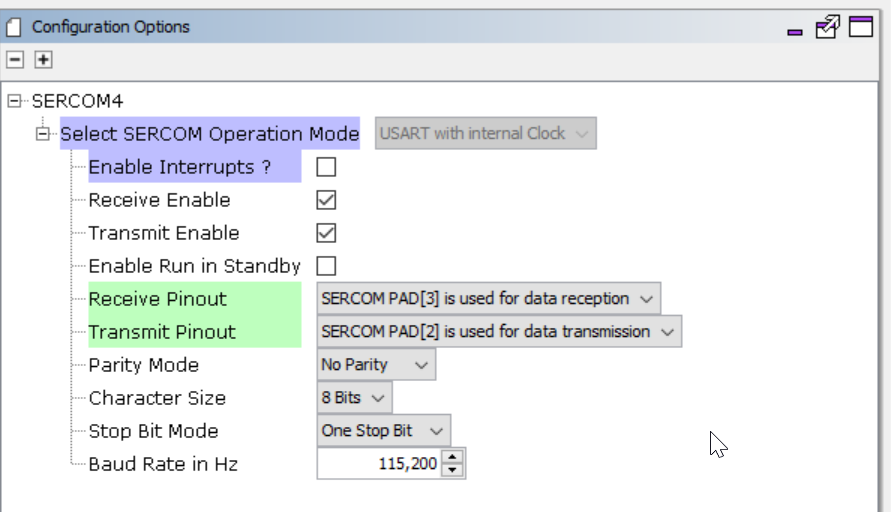 Configuration Options
SERCOM4
Select SERCOM Operation Mode USART with internal Clock
Enable Interrupts ?
Receive Enable
Transmit Enable
Enable Run in Standby
Receive Pinout SERCOM PAD[3] is used for data reception
Transmit Pinout SERCOM PAD[2] is used for data transmission
Parity Mode No Parity
Character Size 8 Bits
Stop Bit Mode One Stop Bit
Baud Rate in Hz 115,200